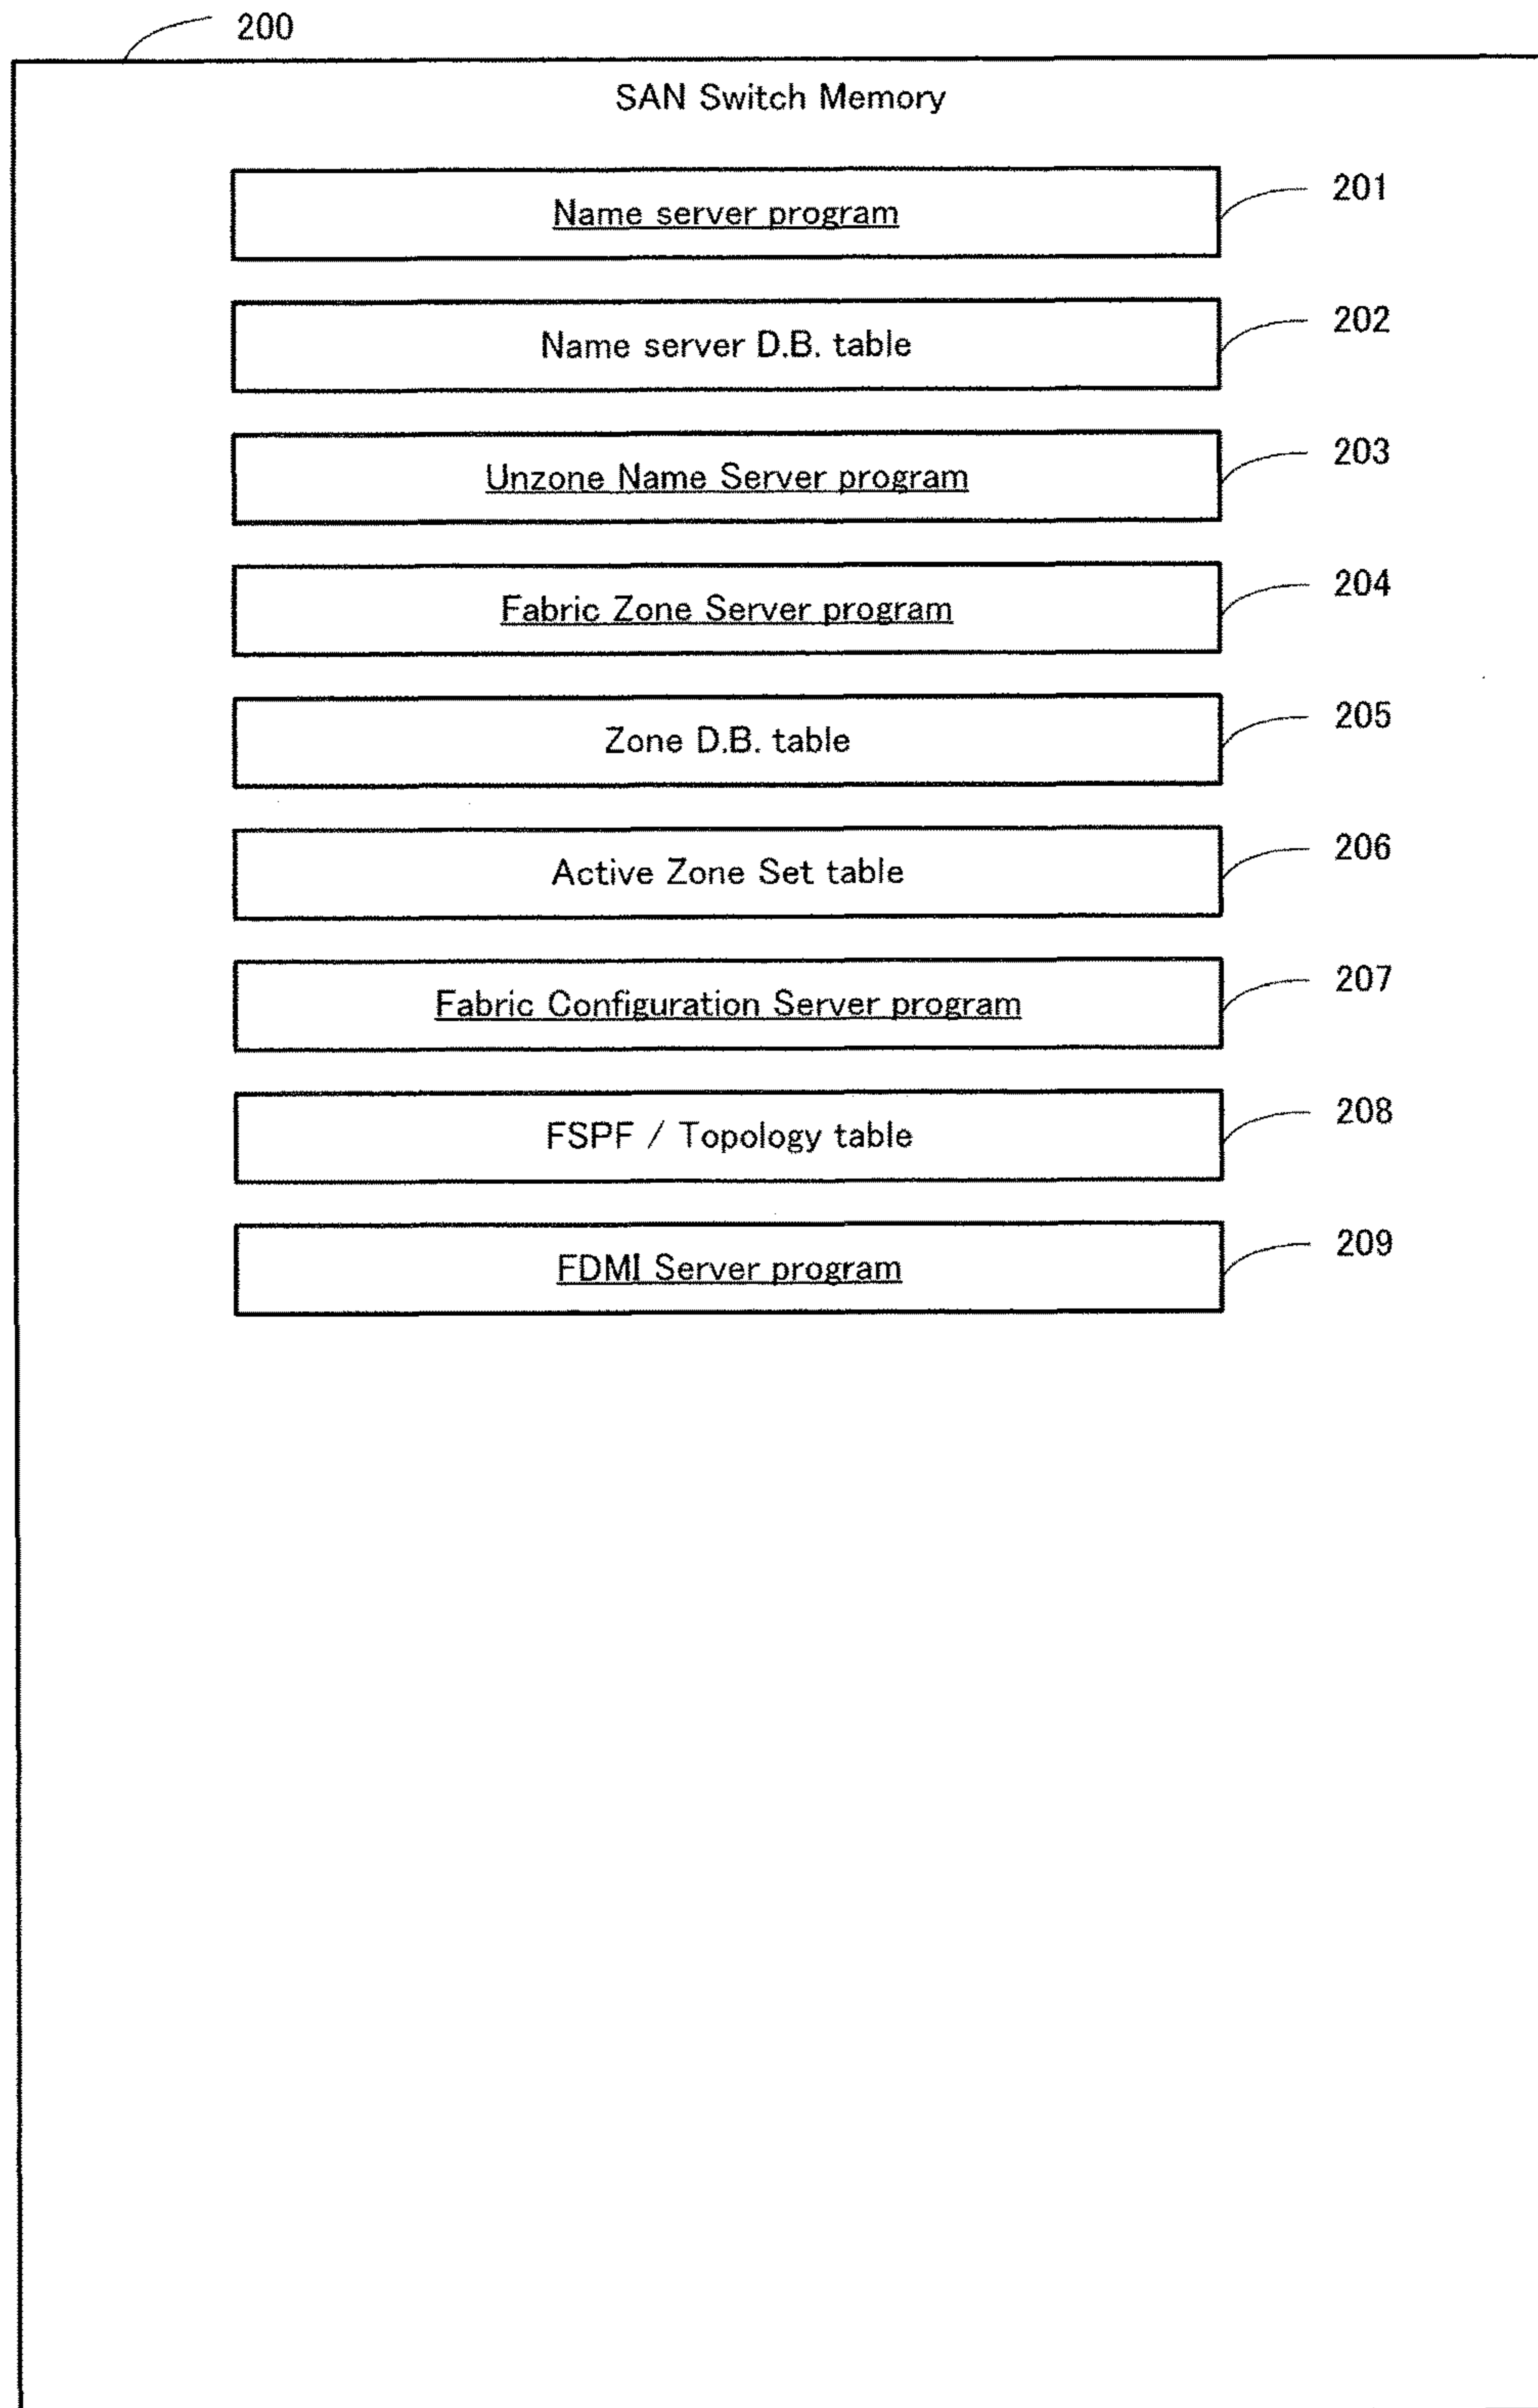 200
SAN Switch Memory
Name server program 201
Name server D.B. table 202
Unzone Name Server program 203
Fabric Zone Server program 204
Zone D.B. table 205
Active Zone Set table 206
Fabric Configuration Server program 207
FSPF / Topology table 208
FDMI Server program 209